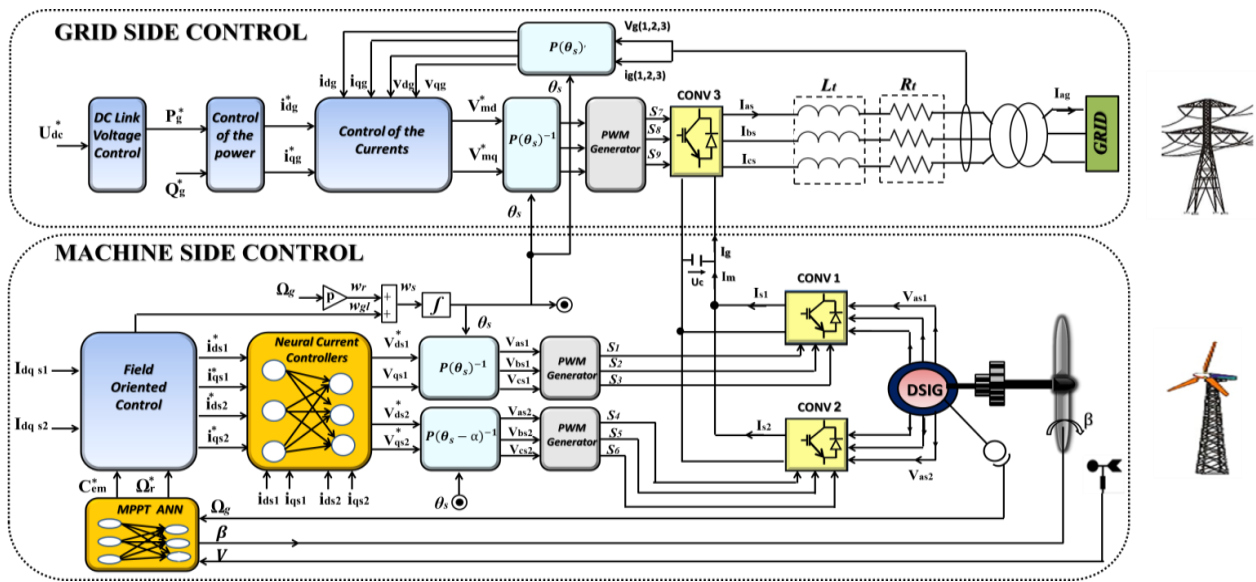 GRID SIDE CONTROL
Vg(1,2,3)
P(θs).
ig(1,2,3)
idg iqg Vdg Vqg
θs
U*dc
DC Link Voltage Control
P*g
Q*g
Control of the power
i*dg
i*qg
Control of the Currents
V*md
V*mq
P(θs)⁻¹
PWM Generator
S7
S8
S9
CONV 3
Ias
Ibs
Ics
Lt
Rt
Iag
GRID
θs
MACHINE SIDE CONTROL
Ig
Im
Uc
Ωg
P
wr
wgl
+
+
ws
∫
θs
Idq s1
Idq s2
Field Oriented Control
i*ds1
i*qs1
i*ds2
i*qs2
Neural Current Controllers
V*ds1
Vqs1
V*ds2
V*qs2
P(θs)⁻¹
P(θs − α)⁻¹
Vas1
Vbs1
Vcs1
Vas2
Vbs2
Vcs2
PWM Generator
PWM Generator
S1
S2
S3
S4
S5
S6
Is1
Is2
CONV 1
CONV 2
Vas1
Vas2
DSIG
β
C*em
Ω*r
ids1 iqs1 ids2 iqs2
θs
MPPT ANN
Ωg
β
V